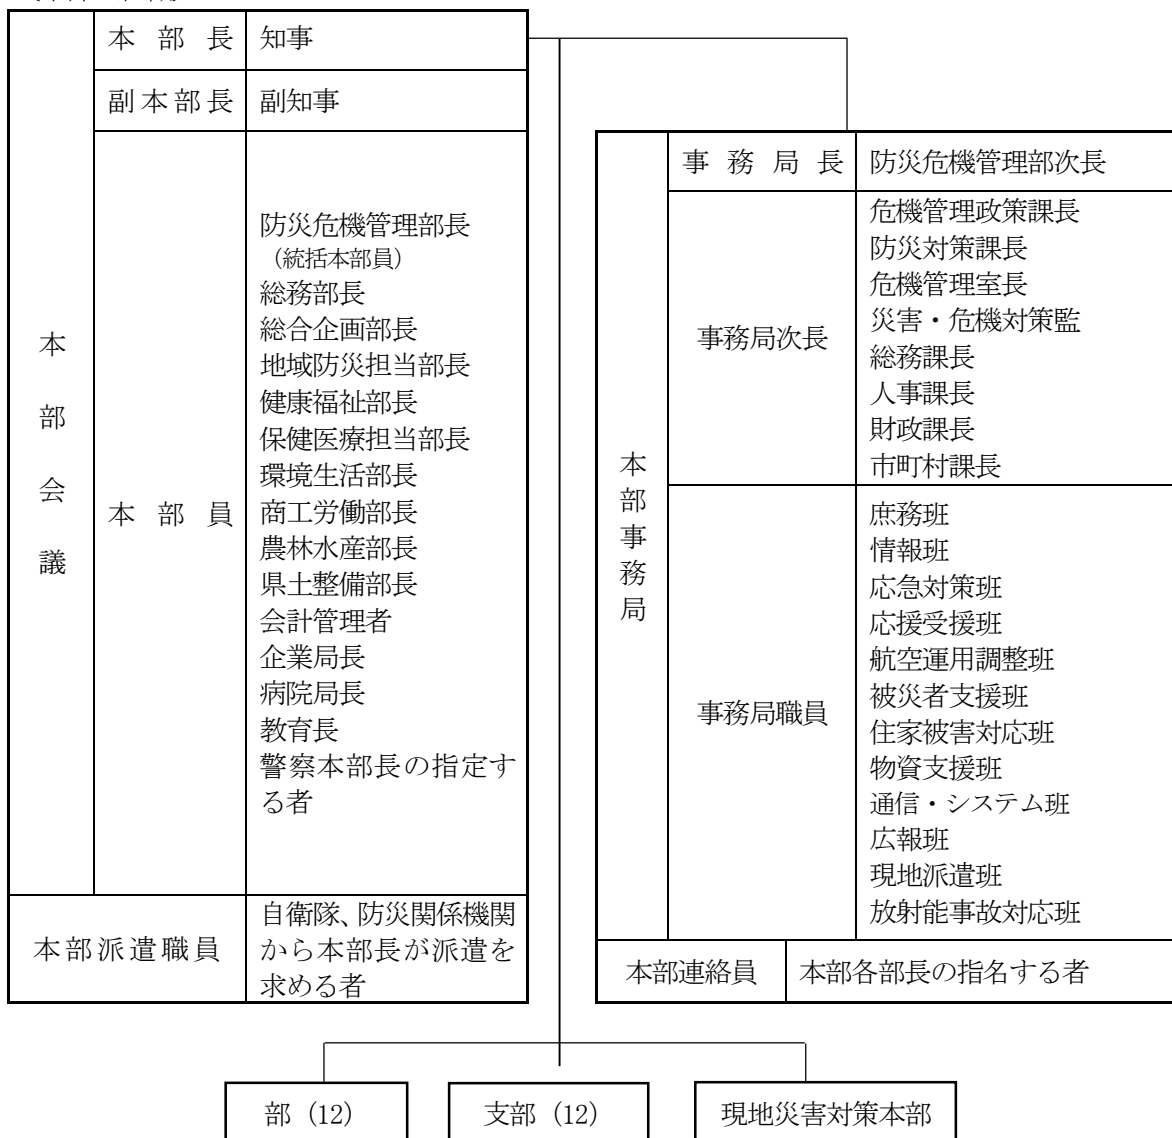 本部長 知事
副本部長 副知事
本部会議
本部員
防災危機管理部長
（統括本部員）
総務部長
総合企画部長
地域防災担当部長
健康福祉部長
保健医療担当部長
環境生活部長
商工労働部長
農林水産部長
県土整備部長
会計管理者
企業局長
病院局長
教育長
警察本部長の指定す
る者
本部派遣職員
自衛隊、防災関係機関
から本部長が派遣を
求める者
本部事務局
事務局長 防災危機管理部次長
事務局次長
危機管理政策課長
防災対策課長
危機管理室長
災害・危機対策監
総務課長
人事課長
財政課長
市町村課長
事務局職員
庶務班
情報班
応急対策班
応援受援班
航空運用調整班
被災者支援班
住家被害対応班
物資支援班
通信・システム班
広報班
現地派遣班
放射能事故対応班
本部連絡員 本部各部長の指名する者
部（12） 支部（12） 現地災害対策本部